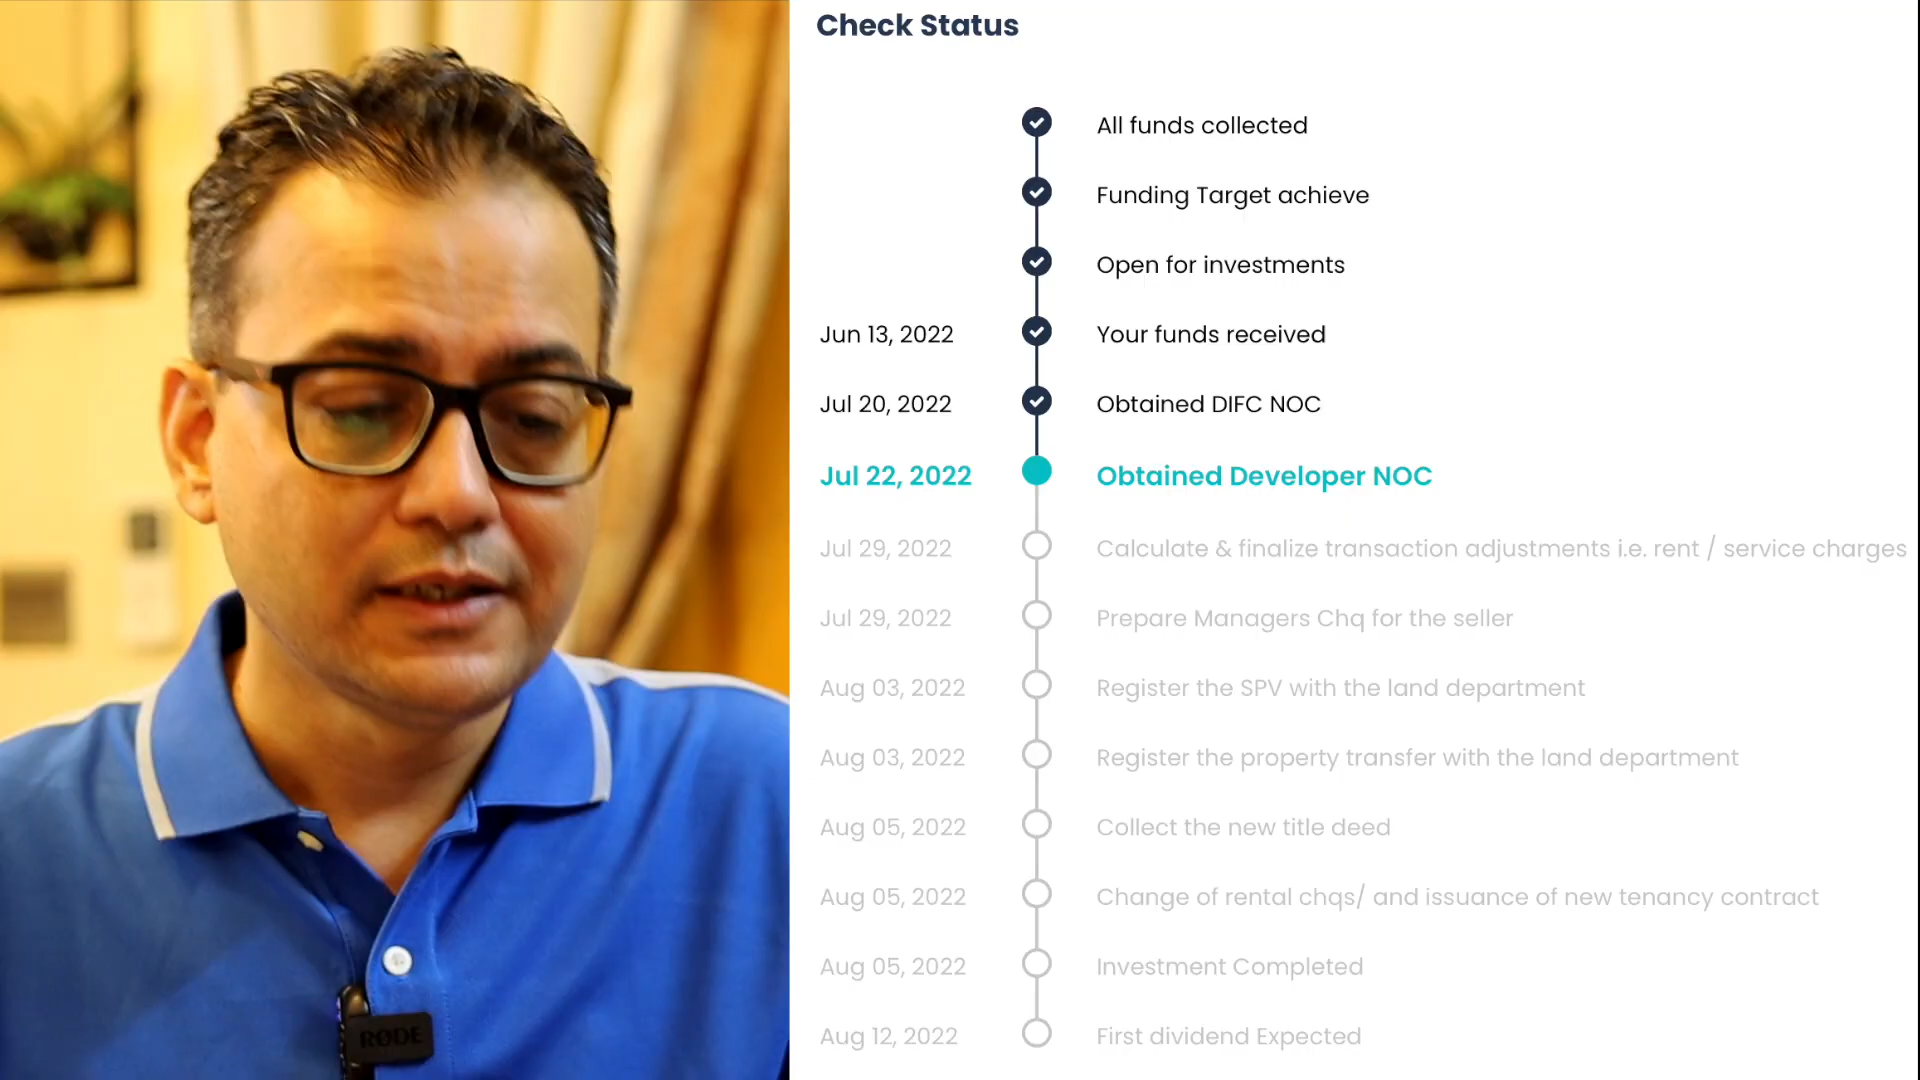 Check Status
All funds collected
Funding Target achieve
Open for investments
Jun 13, 2022 Your funds received
Jul 20, 2022 Obtained DIFC NOC
Jul 22, 2022 Obtained Developer NOC
Jul 29, 2022 Calculate & finalize transaction adjustments i.e. rent / service charges
Jul 29, 2022 Prepare Managers Chq for the seller
Aug 03, 2022 Register the SPV with the land department
Aug 03, 2022 Register the property transfer with the land department
Aug 05, 2022 Collect the new title deed
Aug 05, 2022 Change of rental chqs/ and issuance of new tenancy contract
Aug 05, 2022 Investment Completed
Aug 12, 2022 First dividend Expected
RØDE